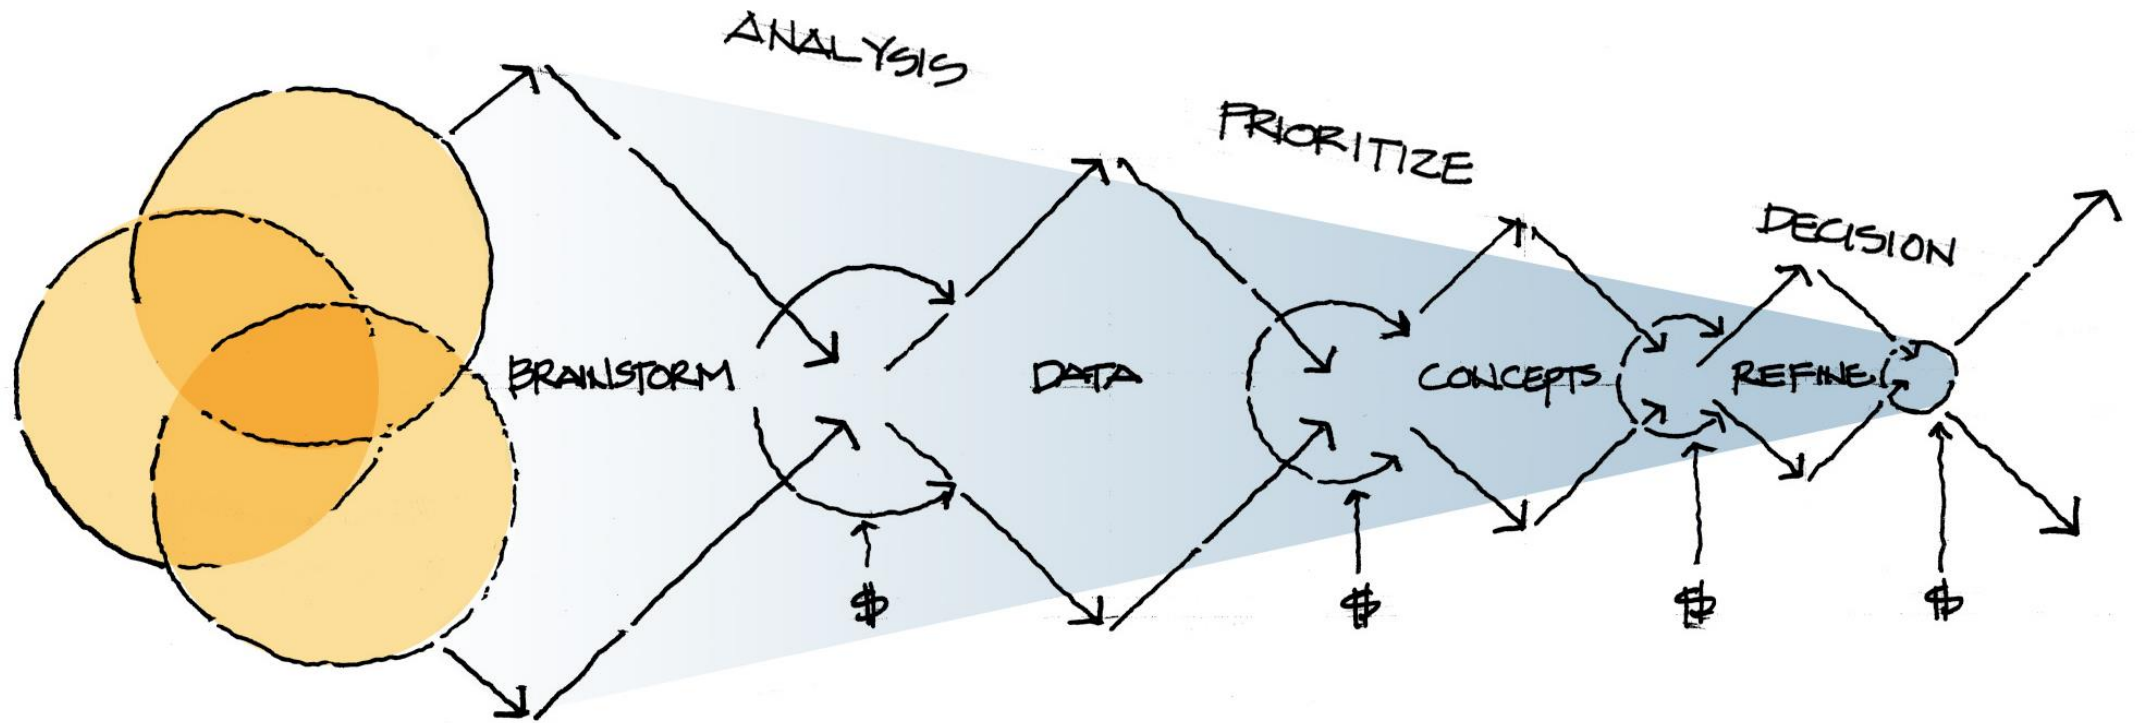 ANALYSIS
PRIORITIZE
DECISION
BRAINSTORM
DATA
CONCEPTS
REFINE
$
$
$
$